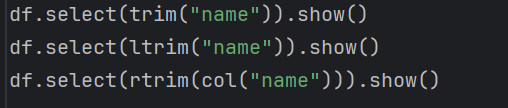 df.select(trim("name")).show()
df.select(ltrim("name")).show()
df.select(rtrim(col("name"))).show()